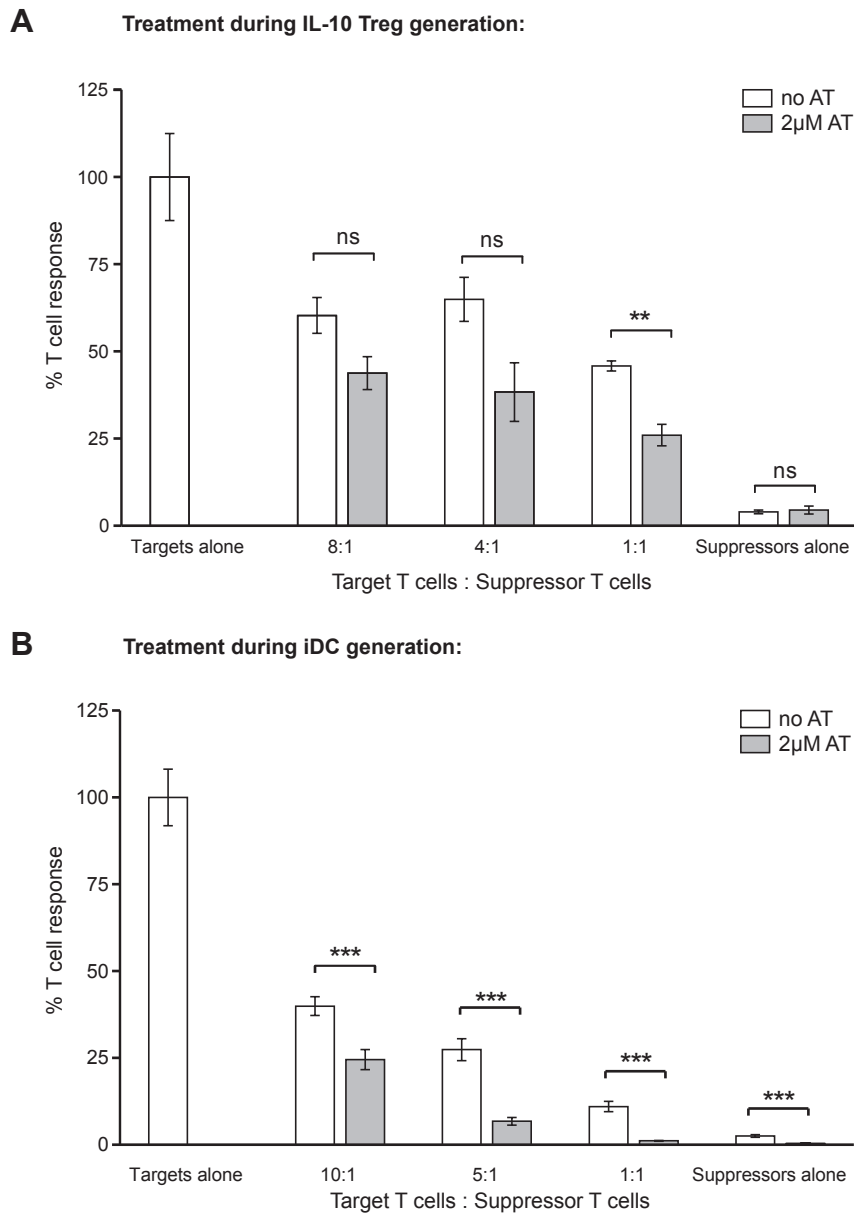 A
Treatment during IL-10 Treg generation:
125
100
75
50
25
0
% T cell response
no AT
2µM AT
ns
ns
**
ns
Targets alone
8:1
4:1
1:1
Suppressors alone
Target T cells : Suppressor T cells
B
Treatment during iDC generation:
125
100
75
50
25
0
% T cell response
no AT
2µM AT
***
***
***
***
Targets alone
10:1
5:1
1:1
Suppressors alone
Target T cells : Suppressor T cells